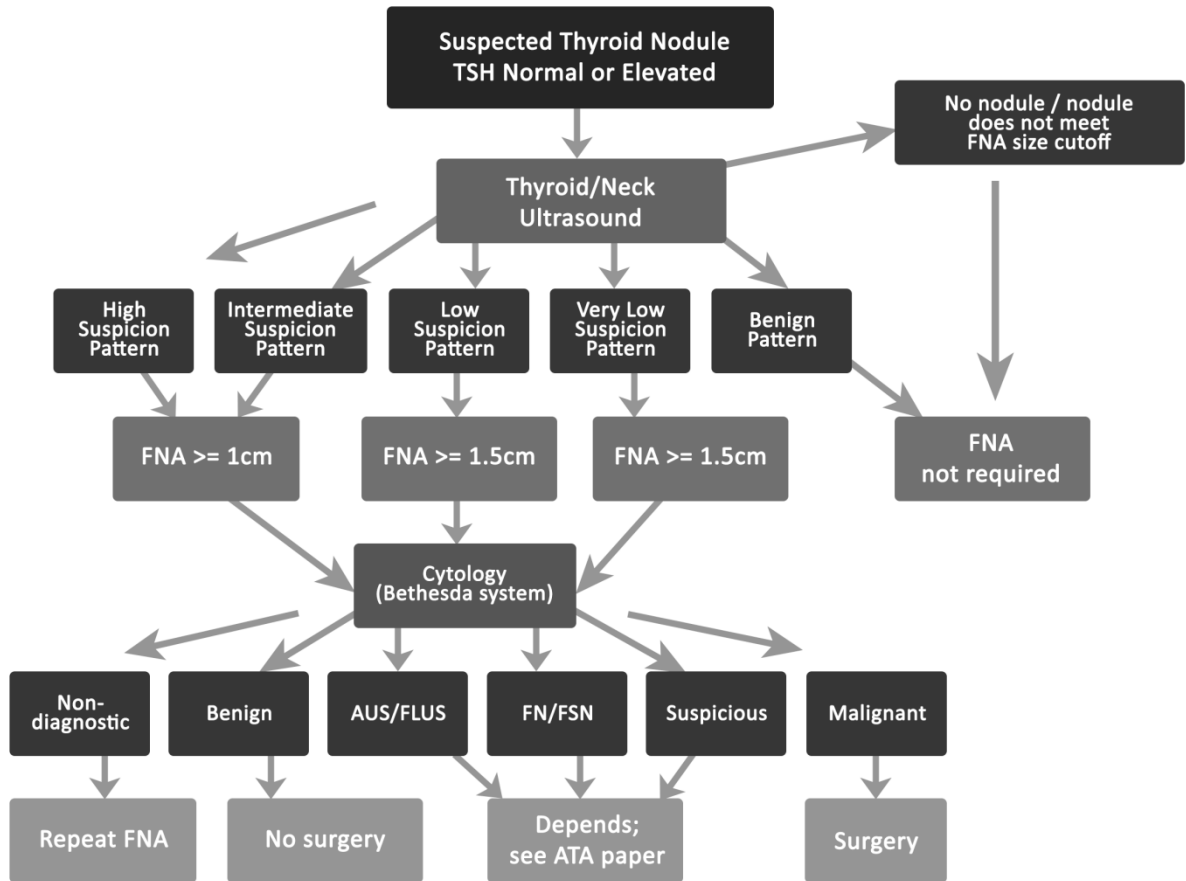 Suspected Thyroid Nodule
TSH Normal or Elevated
No nodule / nodule
does not meet
FNA size cutoff
Thyroid/Neck
Ultrasound
High
Suspicion
Pattern
Intermediate
Suspicion
Pattern
Low
Suspicion
Pattern
Very Low
Suspicion
Pattern
Benign
Pattern
FNA >= 1cm
FNA >= 1.5cm
FNA >= 1.5cm
FNA
not required
Cytology
(Bethesda system)
Non-
diagnostic
Benign
AUS/FLUS
FN/FSN
Suspicious
Malignant
Repeat FNA
No surgery
Depends;
see ATA paper
Surgery